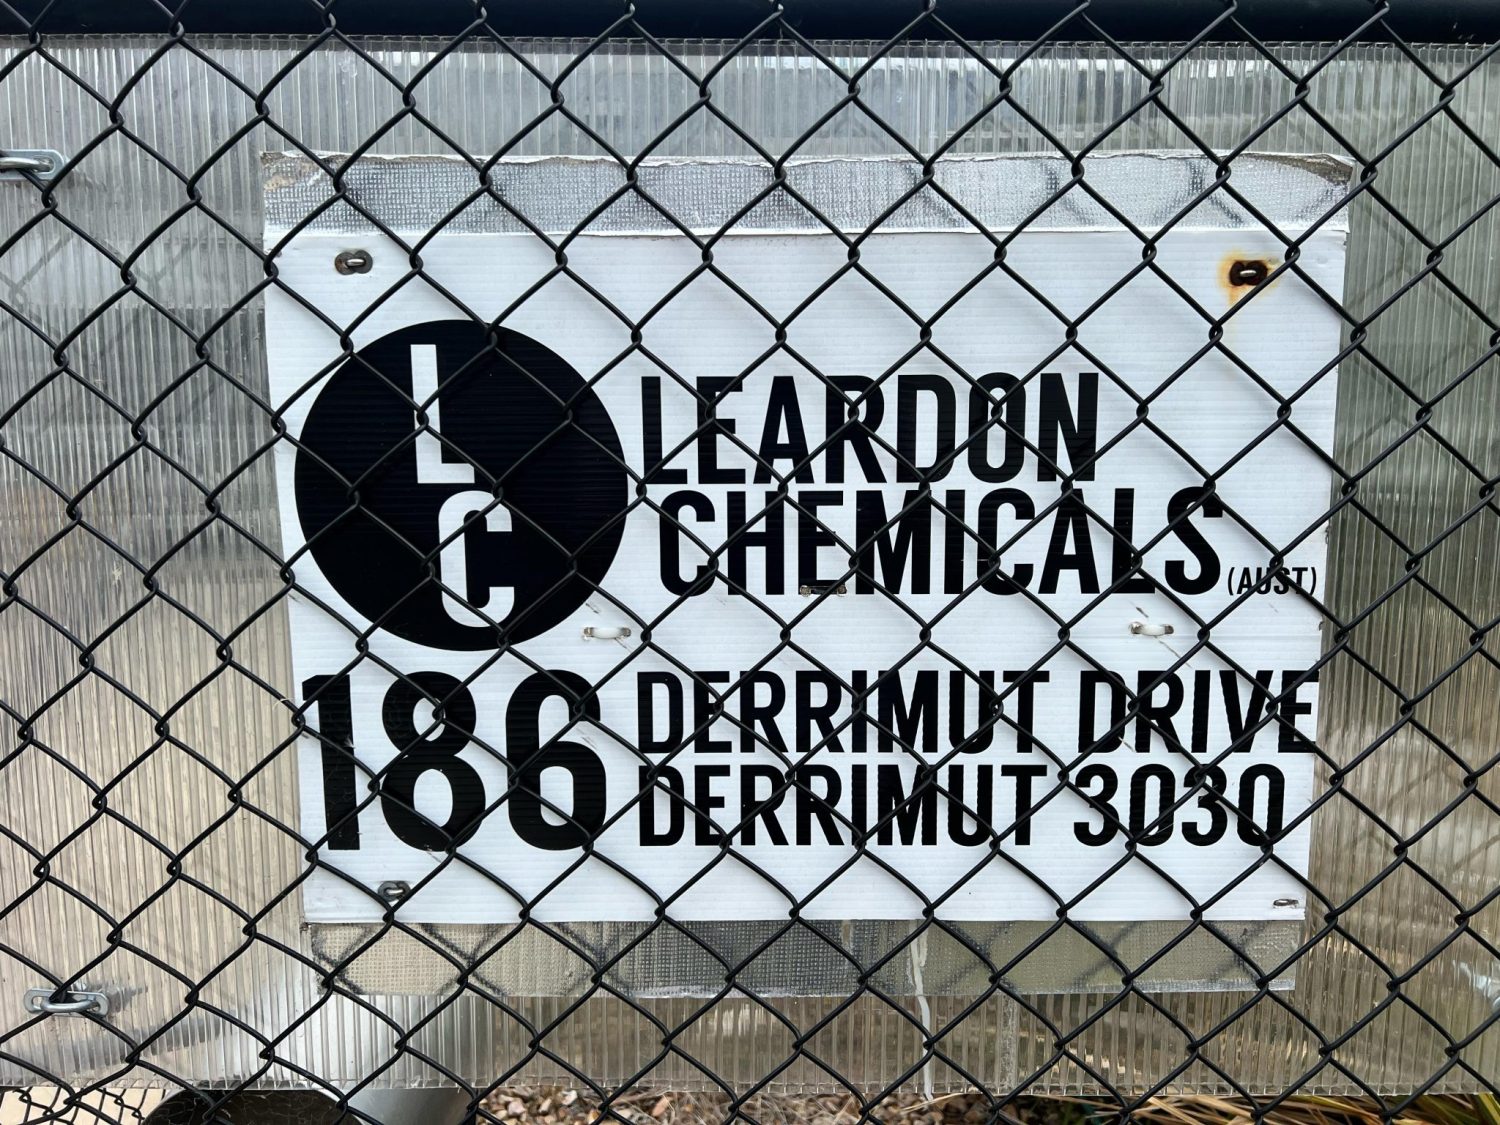 L
C
LEARDON
CHEMICALS (AUST)
186
DERRIMUT DRIVE
DERRIMUT 3030